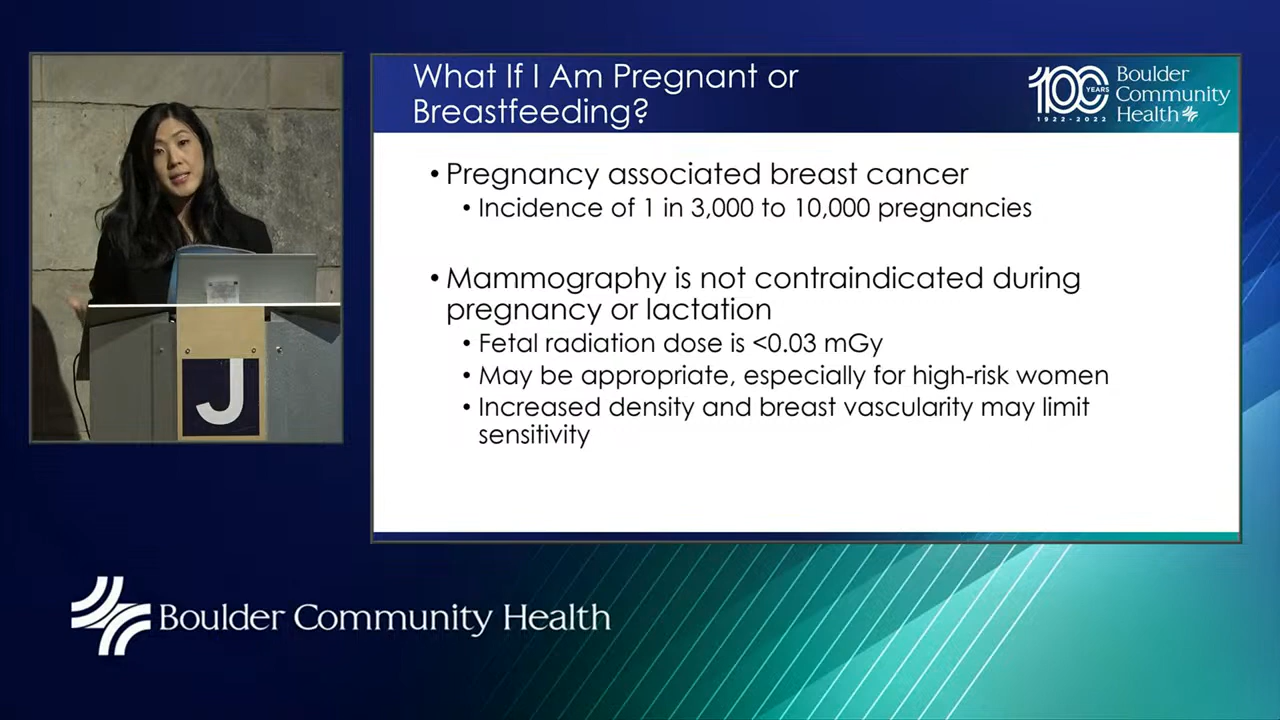 What If I Am Pregnant or
Breastfeeding?
100
YEARS
1922-2022
Boulder
Community
Health
• Pregnancy associated breast cancer
• Incidence of 1 in 3,000 to 10,000 pregnancies
• Mammography is not contraindicated during
pregnancy or lactation
• Fetal radiation dose is <0.03 mGy
• May be appropriate, especially for high-risk women
• Increased density and breast vascularity may limit
sensitivity
J
Boulder Community Health